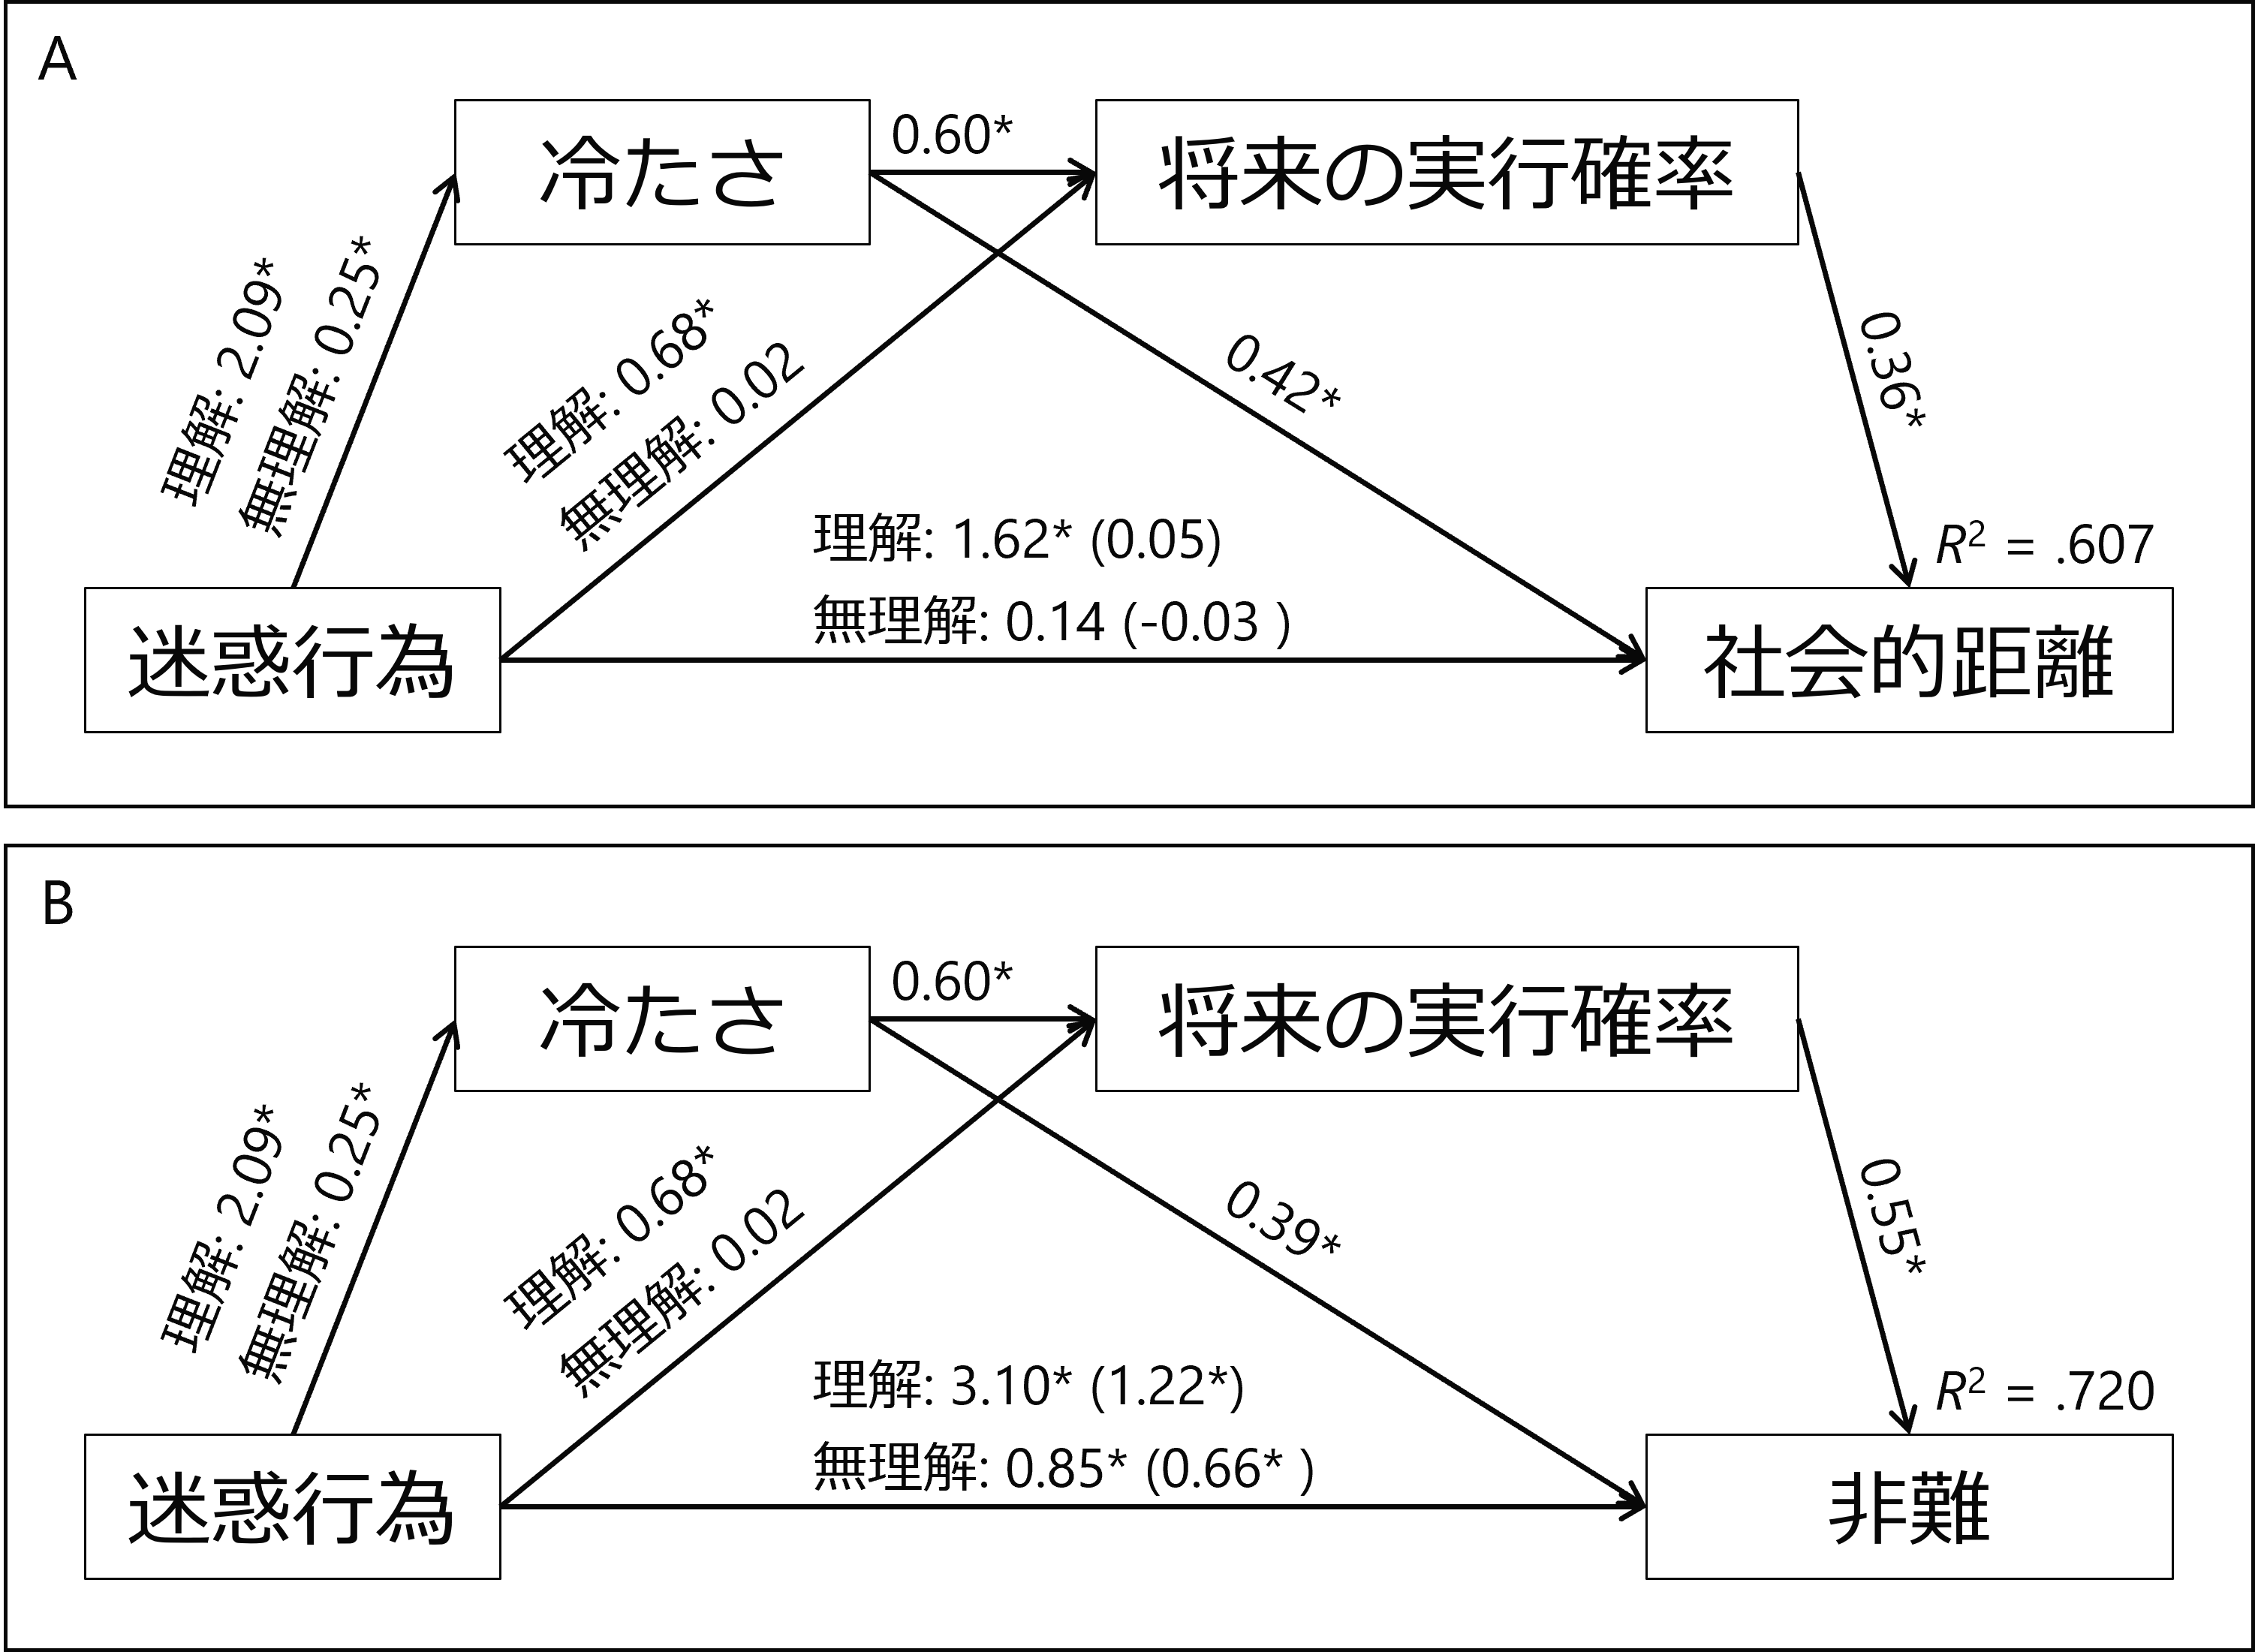 A
冷たさ
0.60*
将来の実行確率
理解: 2.09*
無理解: 0.25*
理解: 0.68*
無理解: 0.02
0.42*
0.36*
理解: 1.62* (0.05)
無理解: 0.14 (-0.03 )
R² = .607
迷惑行為
社会的距離
B
冷たさ
0.60*
将来の実行確率
理解: 2.09*
無理解: 0.25*
理解: 0.68*
無理解: 0.02
0.39*
0.55*
理解: 3.10* (1.22*)
無理解: 0.85* (0.66* )
R² = .720
迷惑行為
非難